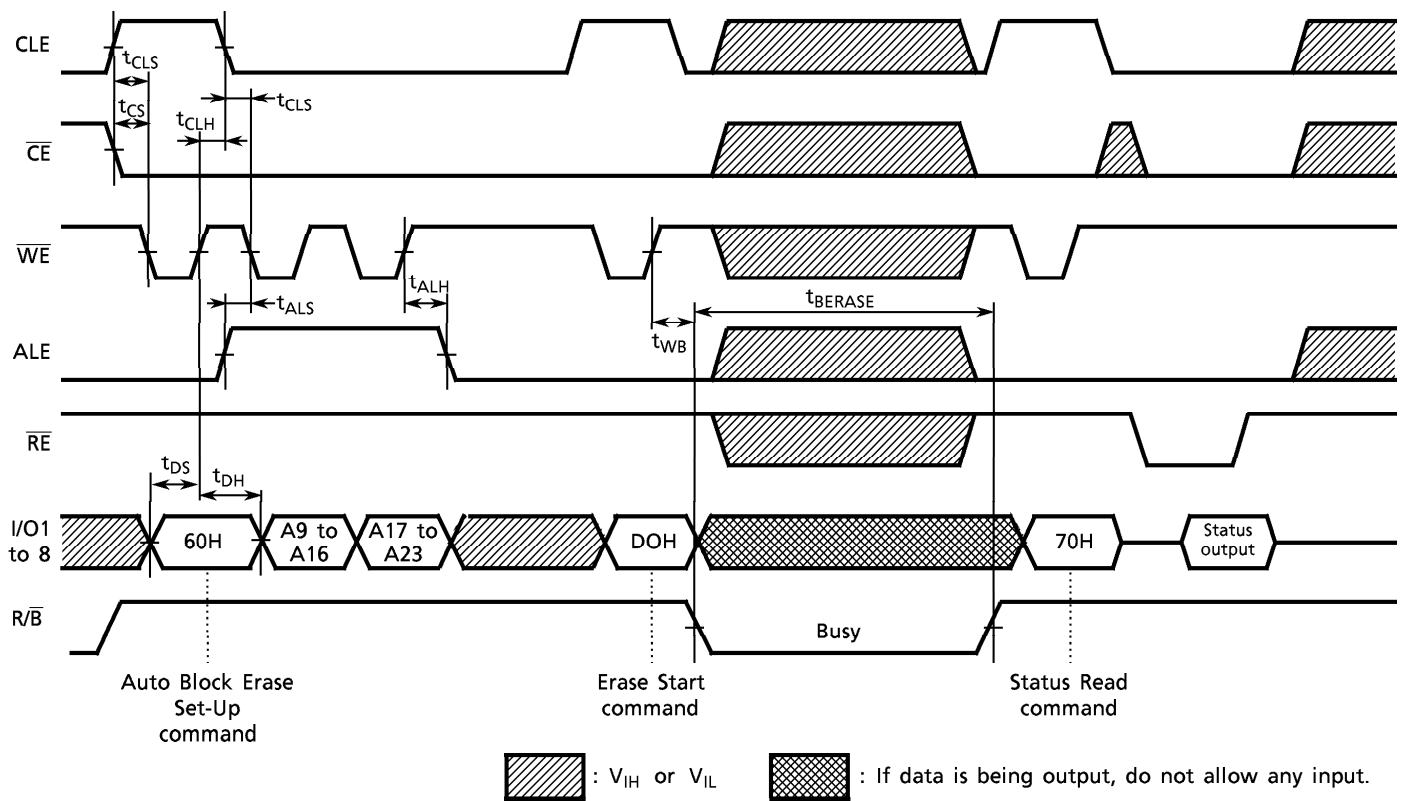 CLE
tCLS
tCS
tCLH
tCLS
CE
WE
tALS
tALH
tBERASE
tWB
ALE
RE
tDS
tDH
I/O1
to 8
60H
A9 to
A16
A17 to
A23
DOH
70H
Status
output
R/B
Busy
Auto Block Erase
Set-Up
command
Erase Start
command
Status Read
command
: VIH or VIL
: If data is being output, do not allow any input.